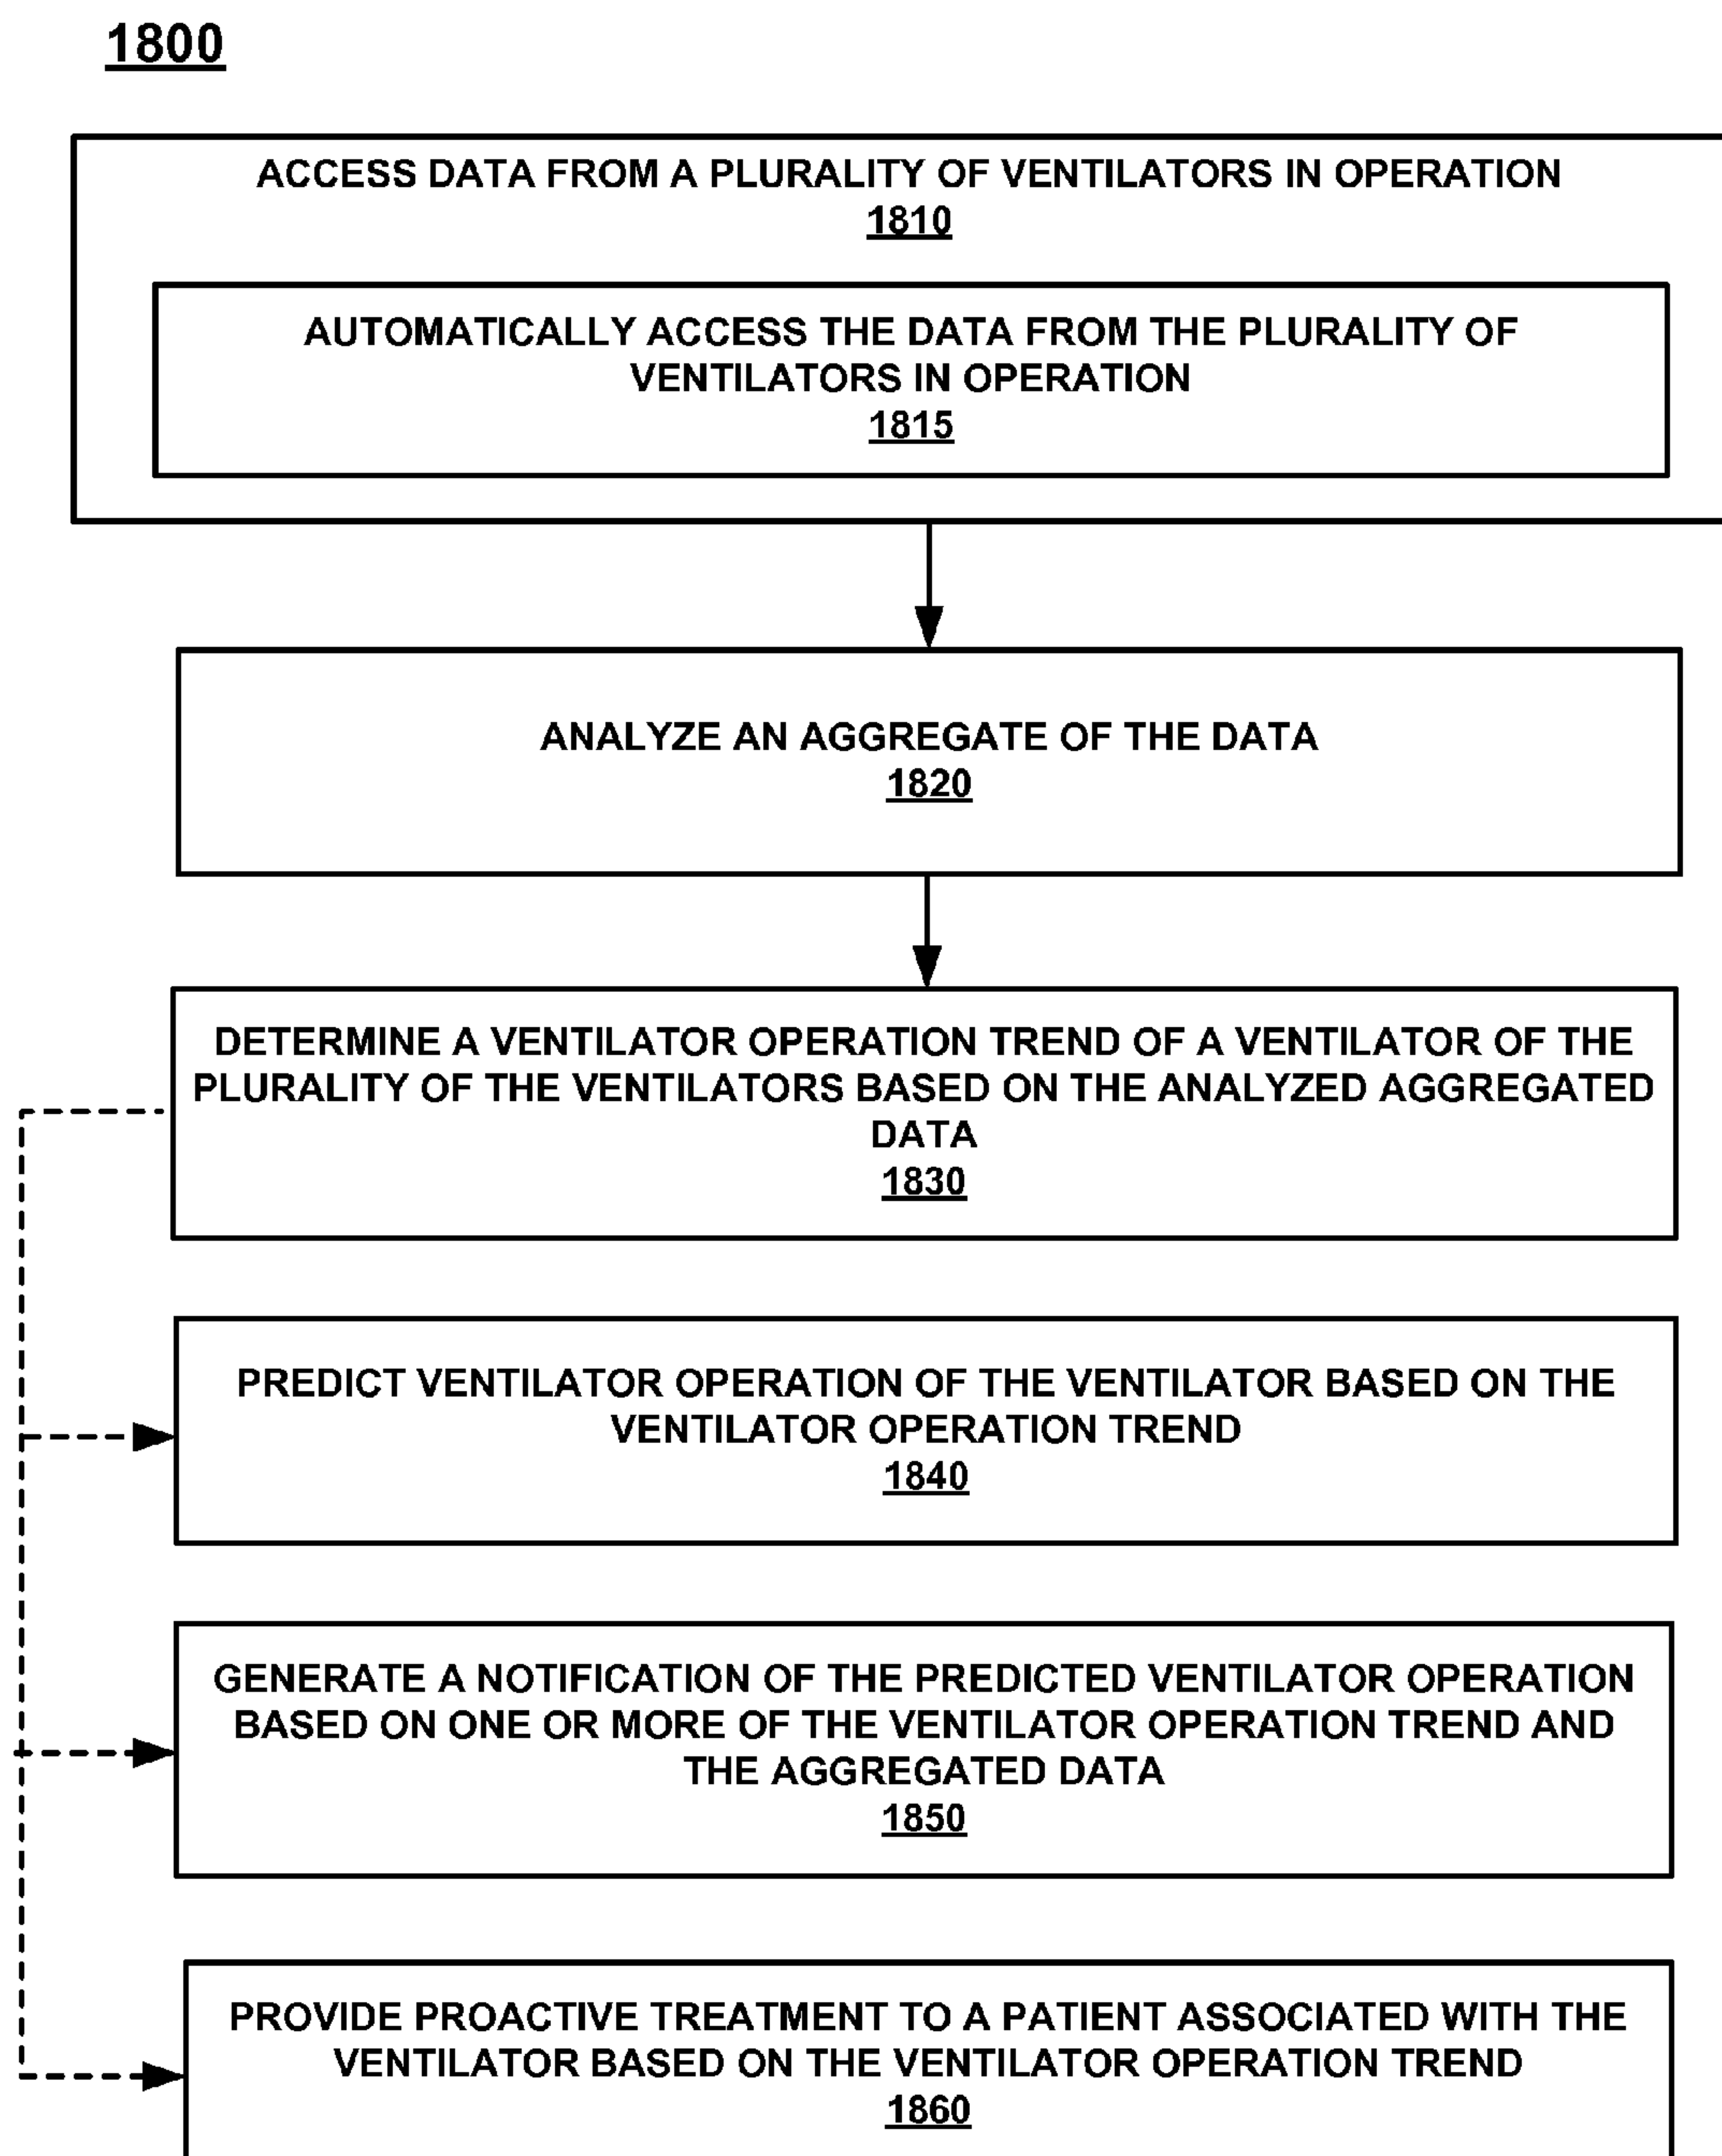 1800
ACCESS DATA FROM A PLURALITY OF VENTILATORS IN OPERATION
1810
AUTOMATICALLY ACCESS THE DATA FROM THE PLURALITY OF
VENTILATORS IN OPERATION
1815
ANALYZE AN AGGREGATE OF THE DATA
1820
DETERMINE A VENTILATOR OPERATION TREND OF A VENTILATOR OF THE
PLURALITY OF THE VENTILATORS BASED ON THE ANALYZED AGGREGATED
DATA
1830
PREDICT VENTILATOR OPERATION OF THE VENTILATOR BASED ON THE
VENTILATOR OPERATION TREND
1840
GENERATE A NOTIFICATION OF THE PREDICTED VENTILATOR OPERATION
BASED ON ONE OR MORE OF THE VENTILATOR OPERATION TREND AND
THE AGGREGATED DATA
1850
PROVIDE PROACTIVE TREATMENT TO A PATIENT ASSOCIATED WITH THE
VENTILATOR BASED ON THE VENTILATOR OPERATION TREND
1860